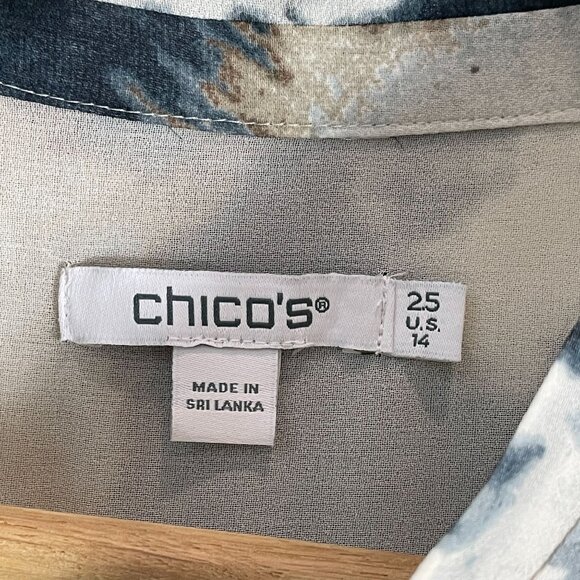 chico's®
2.5
U.S.
14
MADE IN
SRI LANKA